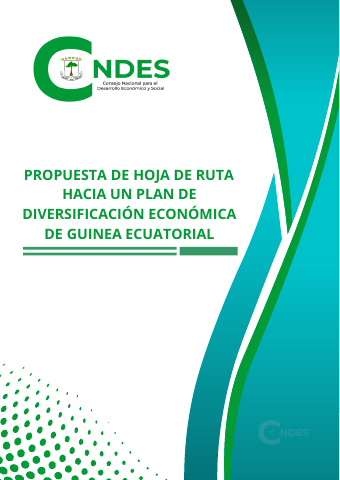 CNDES
Consejo Nacional para el
Desarrollo Económico y Social
PROPUESTA DE HOJA DE RUTA
HACIA UN PLAN DE
DIVERSIFICACIÓN ECONÓMICA
DE GUINEA ECUATORIAL
CNDES